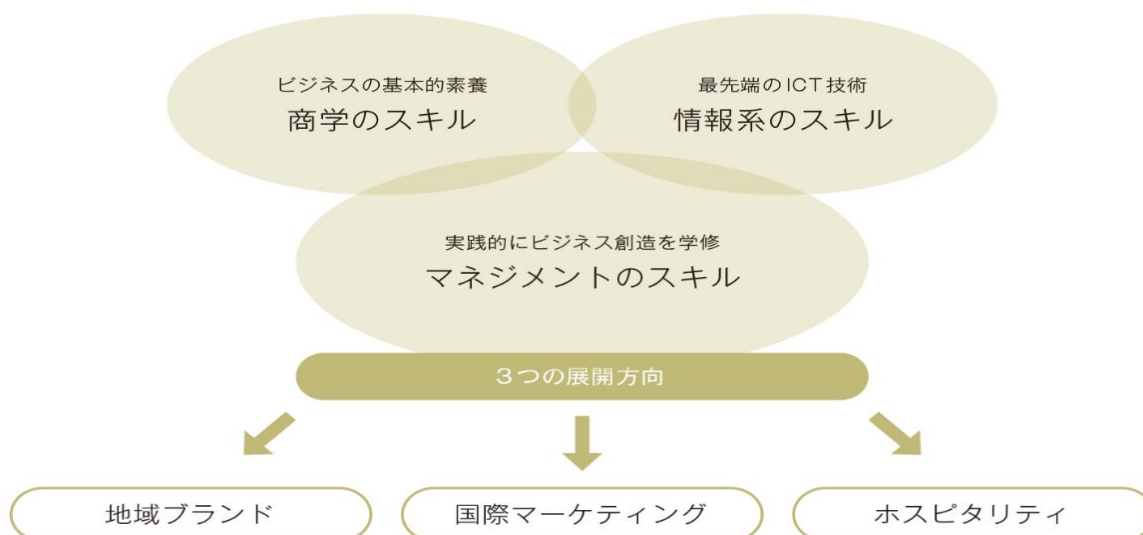 ビジネスの基本的素養
商学のスキル
最先端のICT技術
情報系のスキル
実践的にビジネス創造を学修
マネジメントのスキル
3つの展開方向
地域ブランド
国際マーケティング
ホスピタリティ